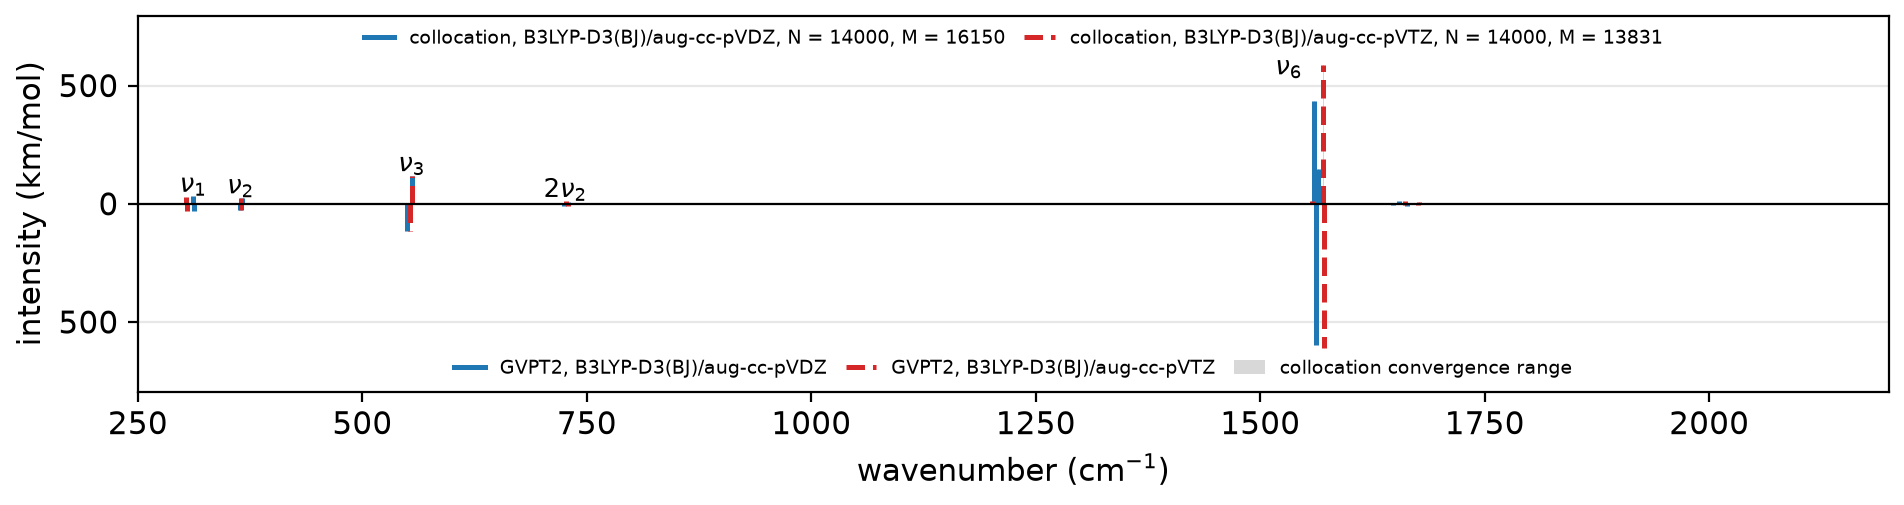 collocation, B3LYP-D3(BJ)/aug-cc-pVDZ, N = 14000, M = 16150 collocation, B3LYP-D3(BJ)/aug-cc-pVTZ, N = 14000, M = 13831
ν₆
500
ν₃
ν₁ ν₂ 2ν₂
0
500
intensity (km/mol)
GVPT2, B3LYP-D3(BJ)/aug-cc-pVDZ GVPT2, B3LYP-D3(BJ)/aug-cc-pVTZ collocation convergence range
250 500 750 1000 1250 1500 1750 2000
wavenumber (cm⁻¹)